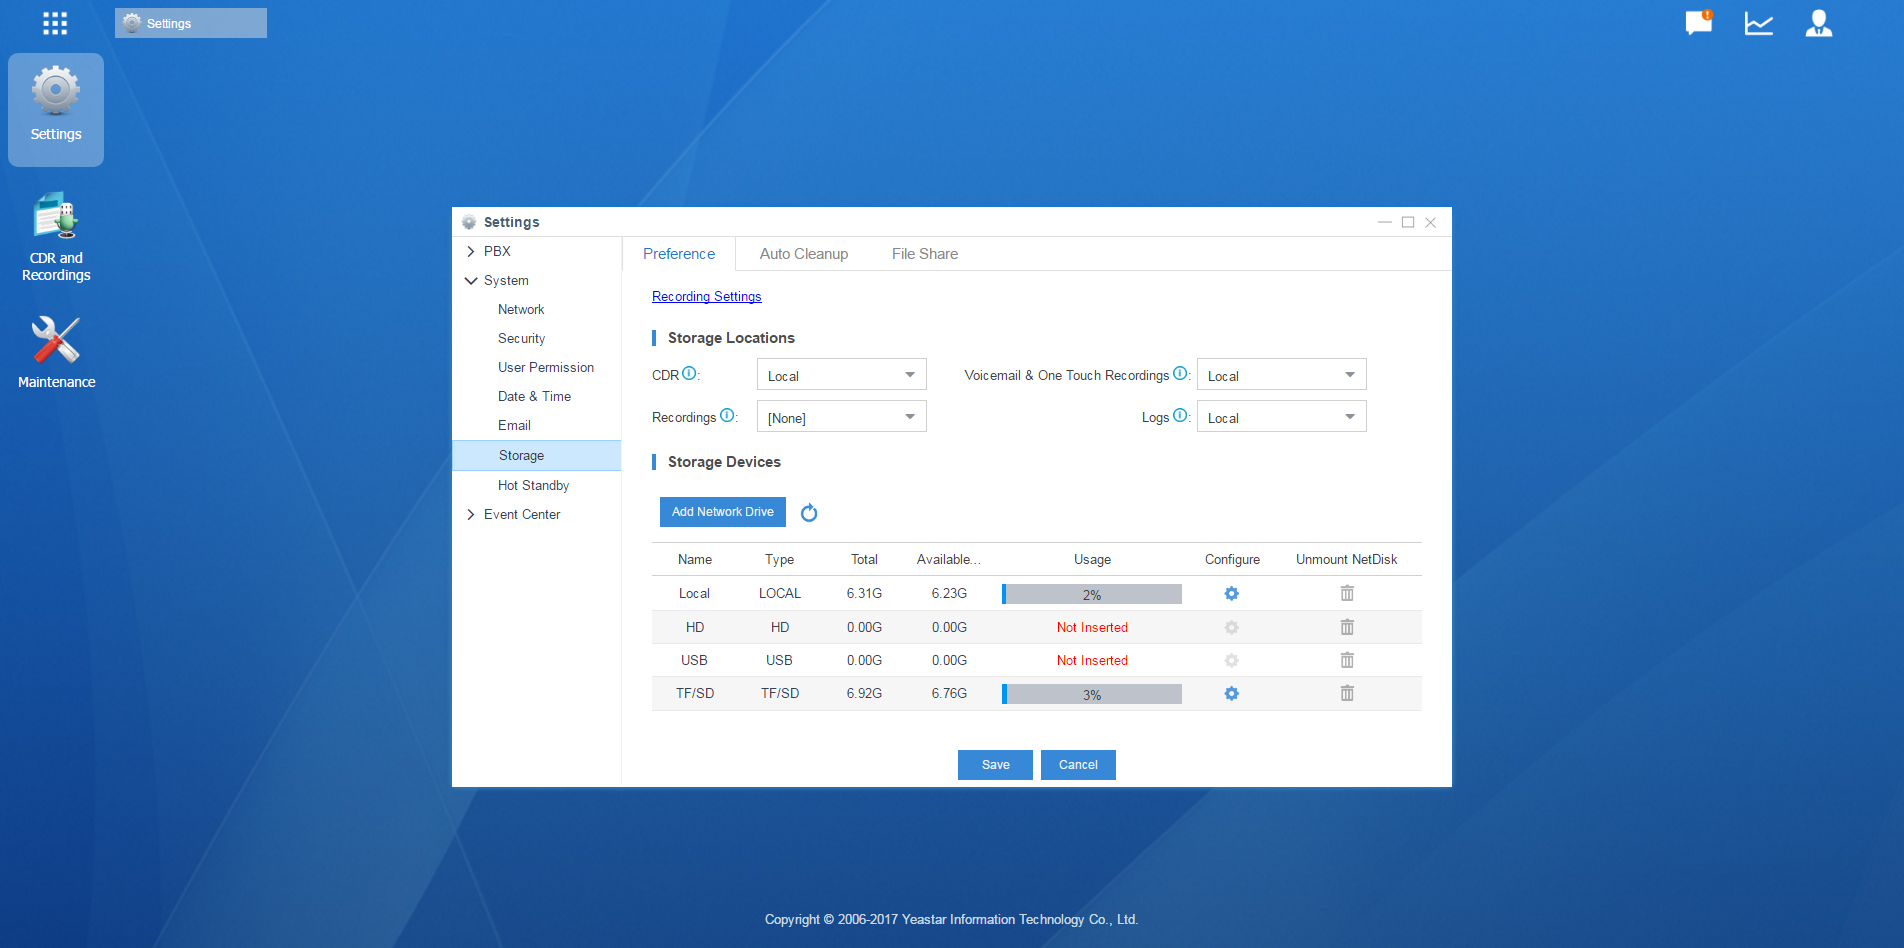 Settings
!
Settings
CDR and
Recordings
Maintenance
Settings
PBX
System
Network
Security
User Permission
Date & Time
Email
Storage
Hot Standby
Event Center
Preference Auto Cleanup File Share
Recording Settings
Storage Locations
CDR : Local Voicemail & One Touch Recordings : Local
Recordings : [None] Logs : Local
Storage Devices
Add Network Drive
Name Type Total Available... Usage Configure Unmount NetDisk
Local LOCAL 6.31G 6.23G 2%
HD HD 0.00G 0.00G Not Inserted
USB USB 0.00G 0.00G Not Inserted
TF/SD TF/SD 6.92G 6.76G 3%
Save Cancel
Copyright © 2006-2017 Yeastar Information Technology Co., Ltd.